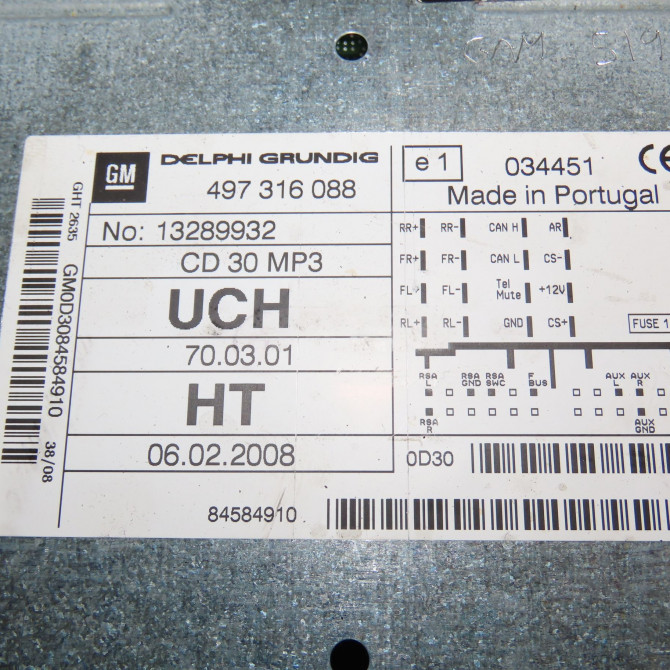 GM DELPHI GRUNDIG
497 316 088
No: 13289932
CD 30 MP3
UCH
70.03.01
HT
06.02.2008
84584910
GHT 2635
GM0D3084584910
38/08
e 1 034451 CE
Made in Portugal
RR+ RR- CAN H AR
FR+ FR- CAN L CS-
FL+ FL- Tel Mute +12V
RL+ RL- GND CS+
FUSE 1
RSA L RSA GND RSA SWC F BUS AUX L AUX R
RSA R AUX GND
0D30